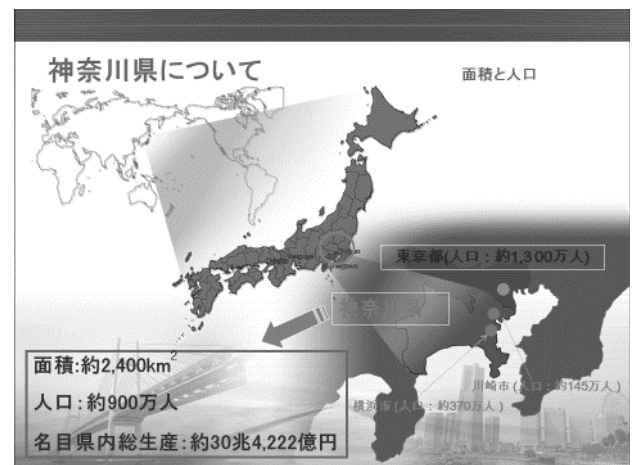 神奈川県について
面積と人口
東京都(人口：約1,300万人)
神奈川県
川崎市(人口：約145万人)
横浜市(人口：約370万人)
面積:約2,400km²
人口：約900万人
名目県内総生産：約30兆4,222億円